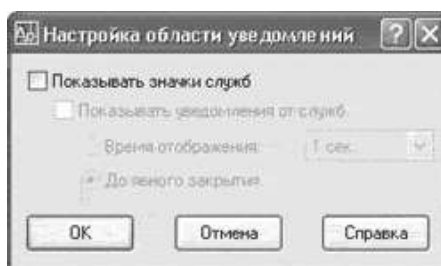 Настройка области уведомлений
Показывать значки служб
Показывать уведомления от служб
Время отображения: 1 сек.
До явного закрытия
ОК Отмена Справка